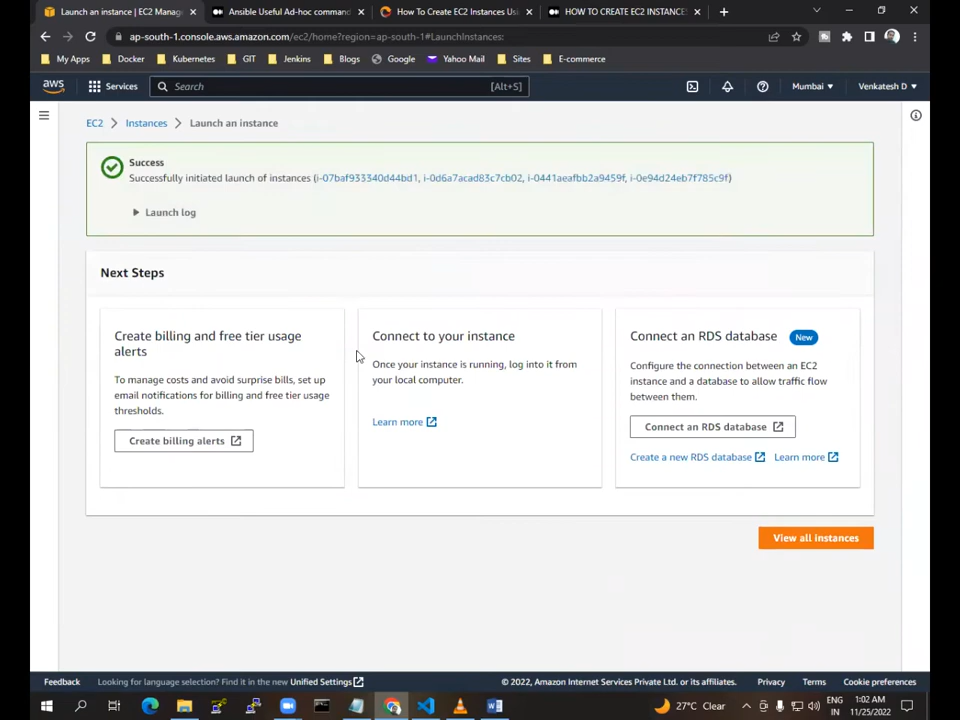 Launch an instance | EC2 Manag
Ansible Useful Ad-hoc command
How To Create EC2 Instances Us
HOW TO CREATE EC2 INSTANCES
ap-south-1.console.aws.amazon.com/ec2/home?region=ap-south-1#LaunchInstances:
My Apps
Docker
Kubernetes
GIT
Jenkins
Blogs
Google
Yahoo Mail
Sites
E-commerce
aws
Services
Search
[Alt+S]
Mumbai
Venkatesh D
EC2
Instances
Launch an instance
Success
Successfully initiated launch of instances (i-07baf933340d44bd1, i-0d6a7acad83c7cb02, i-0441aeafbb2a9459f, i-0e94d24eb7f785c9f)
Launch log
Next Steps
Create billing and free tier usage
alerts
To manage costs and avoid surprise bills, set up
email notifications for billing and free tier usage
thresholds.
Create billing alerts
Connect to your instance
Once your instance is running, log into it from
your local computer.
Learn more
Connect an RDS database
New
Configure the connection between an EC2
instance and a database to allow traffic flow
between them.
Connect an RDS database
Create a new RDS database
Learn more
View all instances
Feedback
Looking for language selection? Find it in the new Unified Settings
© 2022, Amazon Internet Services Private Ltd. or its affiliates.
Privacy
Terms
Cookie preferences
27°C Clear
ENG
IN
1:02 AM
11/25/2022